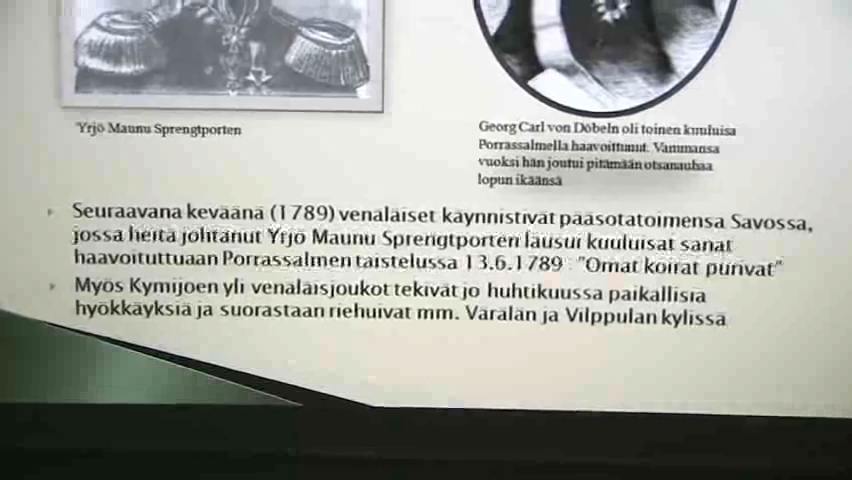 Yrjö Maunu Sprengtporten
Georg Carl von Döbeln oli toinen kuuluisa
Porrassalmella haavoittunut. Vammansa
vuoksi hän joutui pitämään otsanauhaa
lopun ikäänsä
Seuraavana keväänä (1789) venäläiset käynnistivät pääsotatoimensa Savossa,
jossa heitä johtanut Yrjö Maunu Sprengtporten lausui kuuluisat sanat
haavoituttuaan Porrassalmen taistelussa 13.6.1789 : "Omat koirat purivat"
Myös Kymijoen yli venäläisjoukot tekivät jo huhtikuussa paikallisia
hyökkäyksiä ja suorastaan riehuivat mm. Värälän ja Vilppulan kylissä